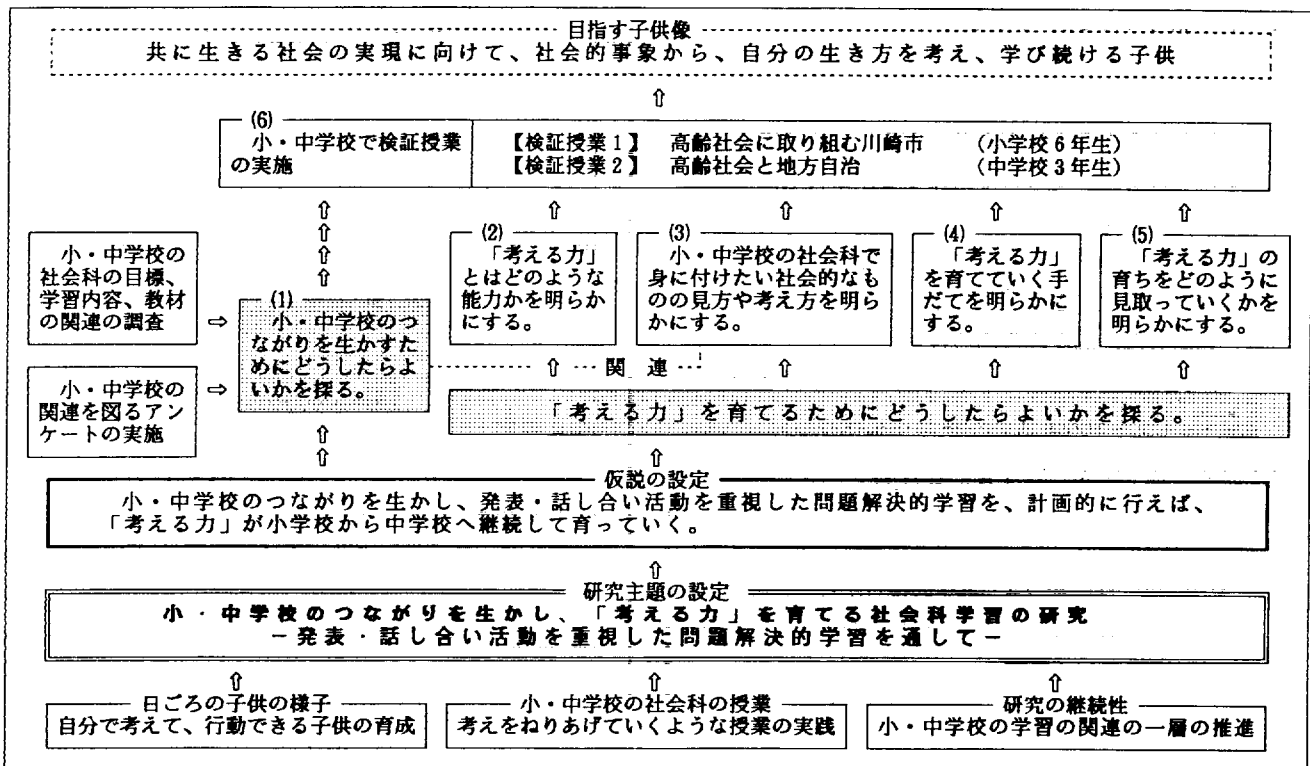 目指す子供像
共に生きる社会の実現に向けて、社会的事象から、自分の生き方を考え、学び続ける子供
⇧
(6)
小・中学校で検証授業
の実施
【検証授業1】 高齢社会に取り組む川崎市 (小学校6年生)
【検証授業2】 高齢社会と地方自治 (中学校3年生)
⇧ ⇧ ⇧ ⇧ ⇧
⇧
⇧
⇧
小・中学校の
社会科の目標、
学習内容、教材
の関連の調査
⇨
(1)
小・中学校のつ
ながりを生かすた
めにどうしたらよ
いかを探る。
(2)
「考える力」
とはどのような
能力かを明らか
にする。
(3)
小・中学校の社会科で
身に付けたい社会的なも
のの見方や考え方を明ら
かにする。
(4)
「考える力」
を育てていく手
だてを明らかに
する。
(5)
「考える力」の
育ちをどのように
見取っていくかを
明らかにする。
小・中学校の
関連を図るアン
ケートの実施
⇨
⇧ 関連 ⇧ ⇧ ⇧
「考える力」を育てるためにどうしたらよいかを探る。
⇧
⇧ ⇧
仮説の設定
小・中学校のつながりを生かし、発表・話し合い活動を重視した問題解決的学習を、計画的に行えば、
「考える力」が小学校から中学校へ継続して育っていく。
⇧
研究主題の設定
小・中学校のつながりを生かし、「考える力」を育てる社会科学習の研究
－発表・話し合い活動を重視した問題解決的学習を通して－
⇧ ⇧ ⇧
日ごろの子供の様子
自分で考えて、行動できる子供の育成
小・中学校の社会科の授業
考えをねりあげていくような授業の実践
研究の継続性
小・中学校の学習の関連の一層の推進